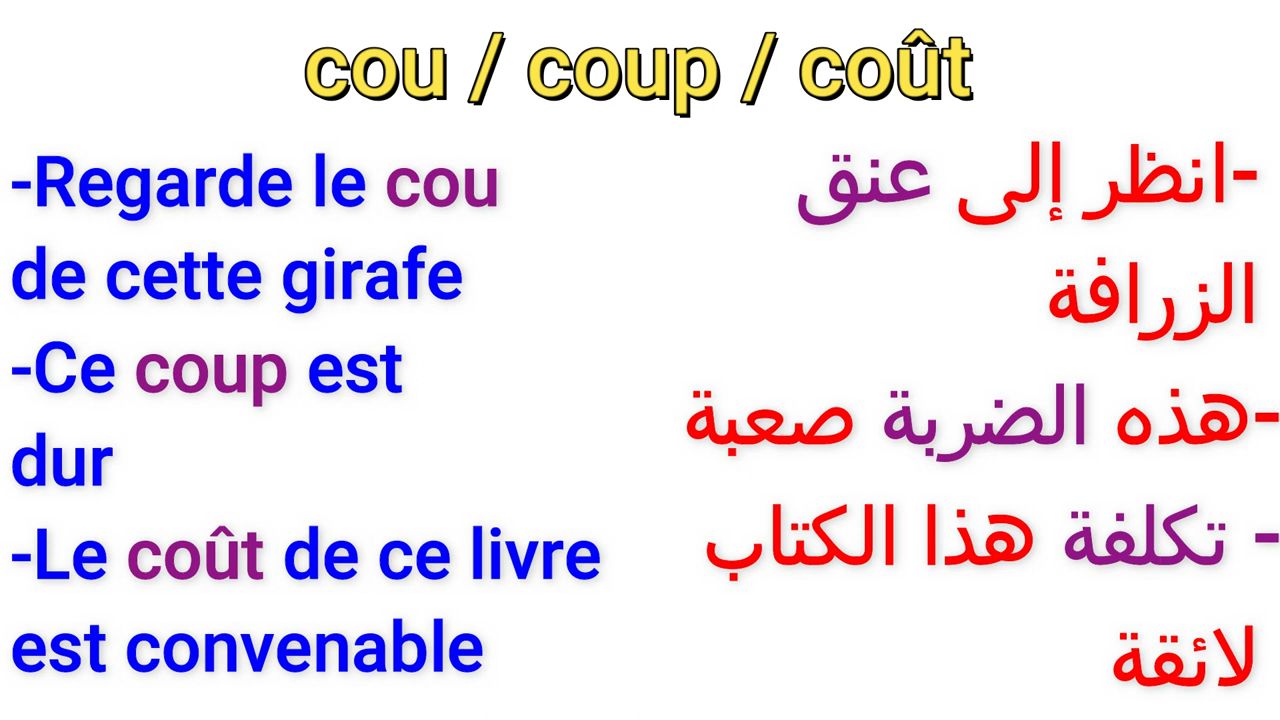 cou / coup / coût
-Regarde le cou
de cette girafe
-Ce coup est
dur
-Le coût de ce livre
est convenable
-انظر إلى عنق
الزرافة
-هذه الضربة صعبة
- تكلفة هذا الكتاب
لائقة